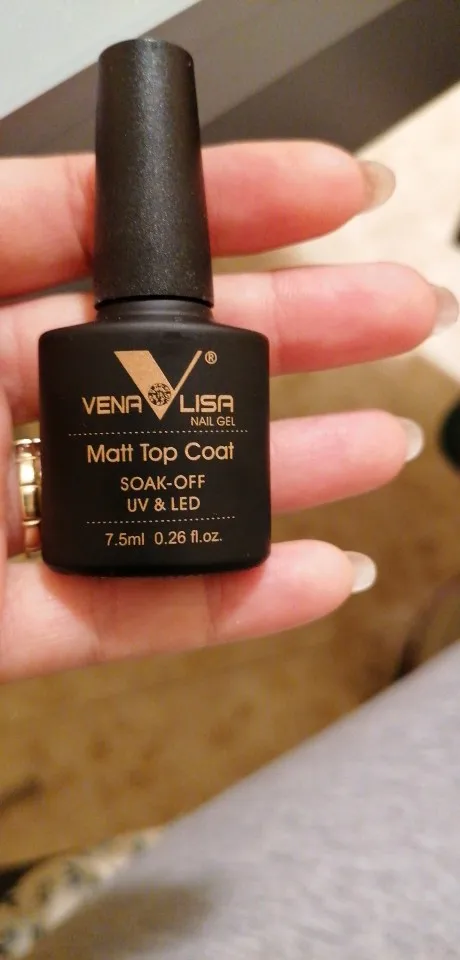 VENA LISA ®
NAIL GEL
Matt Top Coat
SOAK-OFF
UV & LED
7.5ml 0.26 fl.oz.